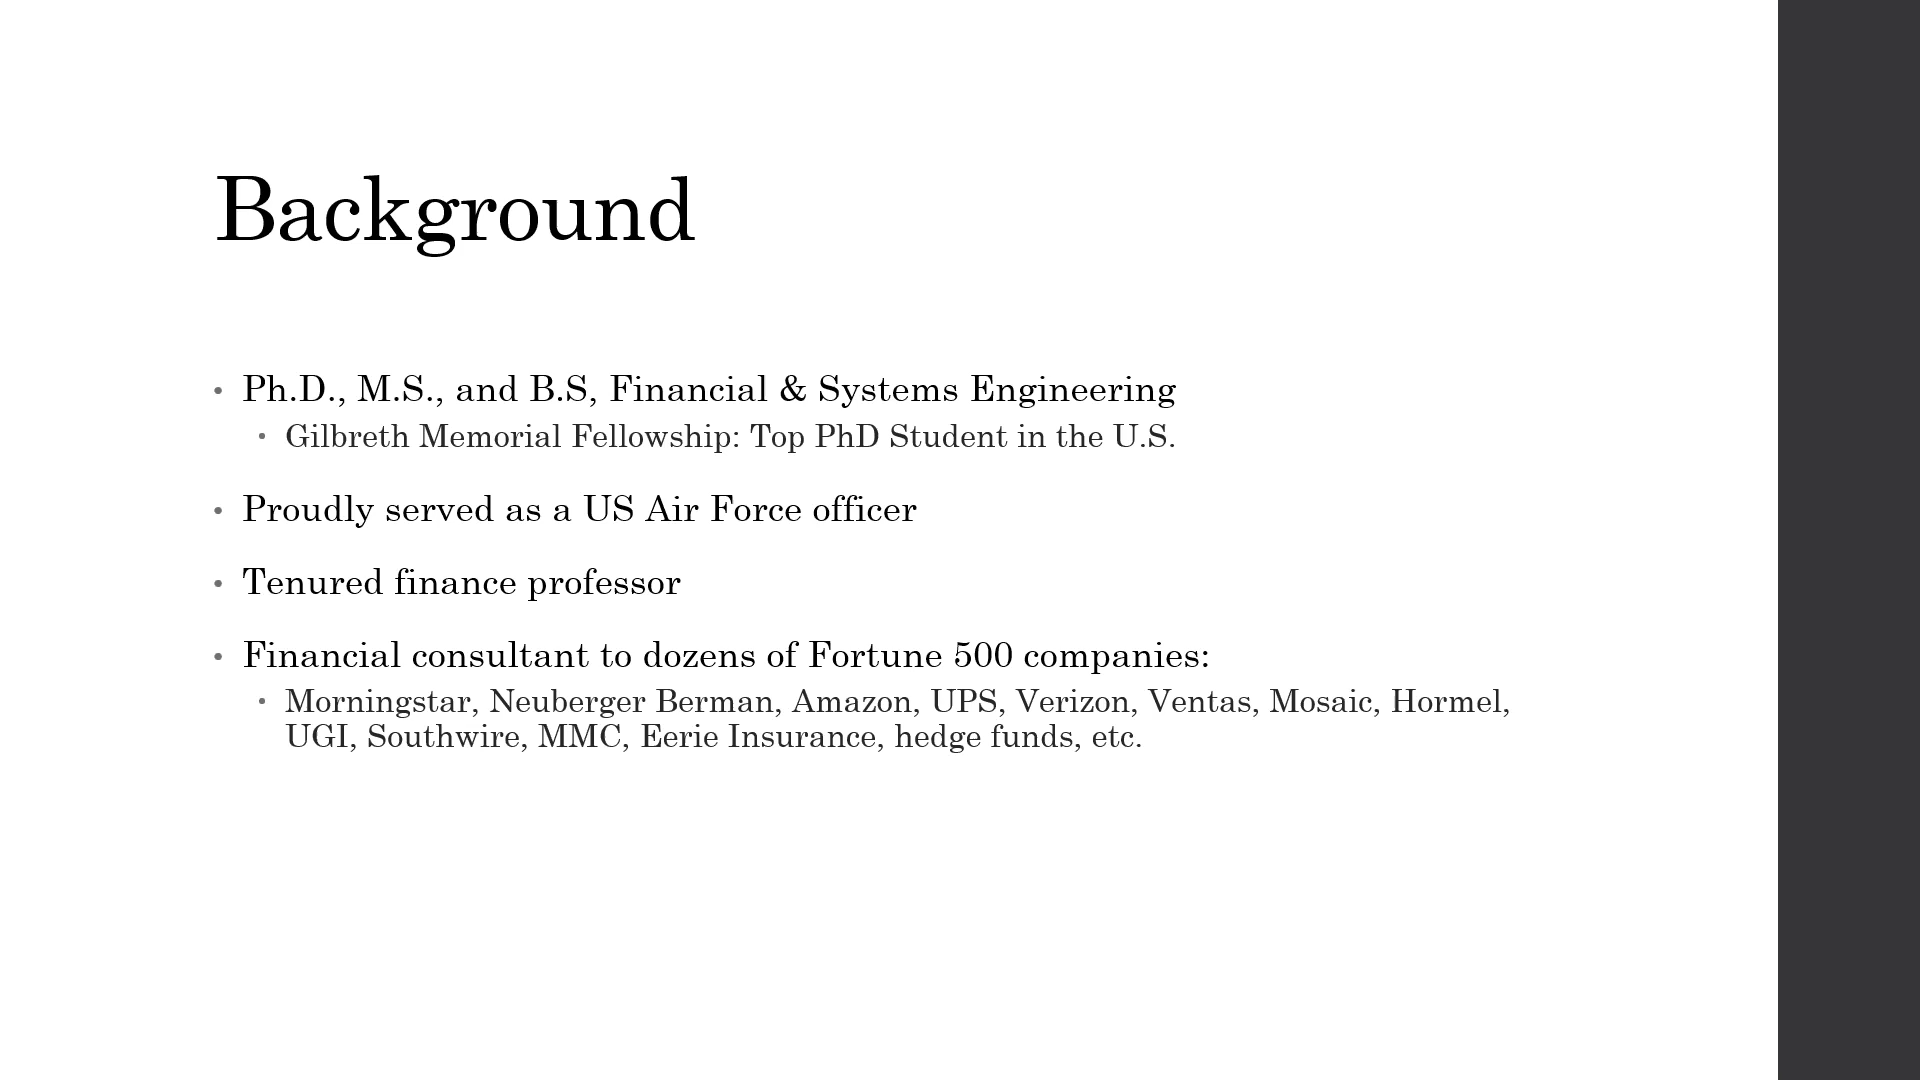 Background
• Ph.D., M.S., and B.S, Financial & Systems Engineering
• Gilbreth Memorial Fellowship: Top PhD Student in the U.S.
• Proudly served as a US Air Force officer
• Tenured finance professor
• Financial consultant to dozens of Fortune 500 companies:
• Morningstar, Neuberger Berman, Amazon, UPS, Verizon, Ventas, Mosaic, Hormel,
UGI, Southwire, MMC, Eerie Insurance, hedge funds, etc.